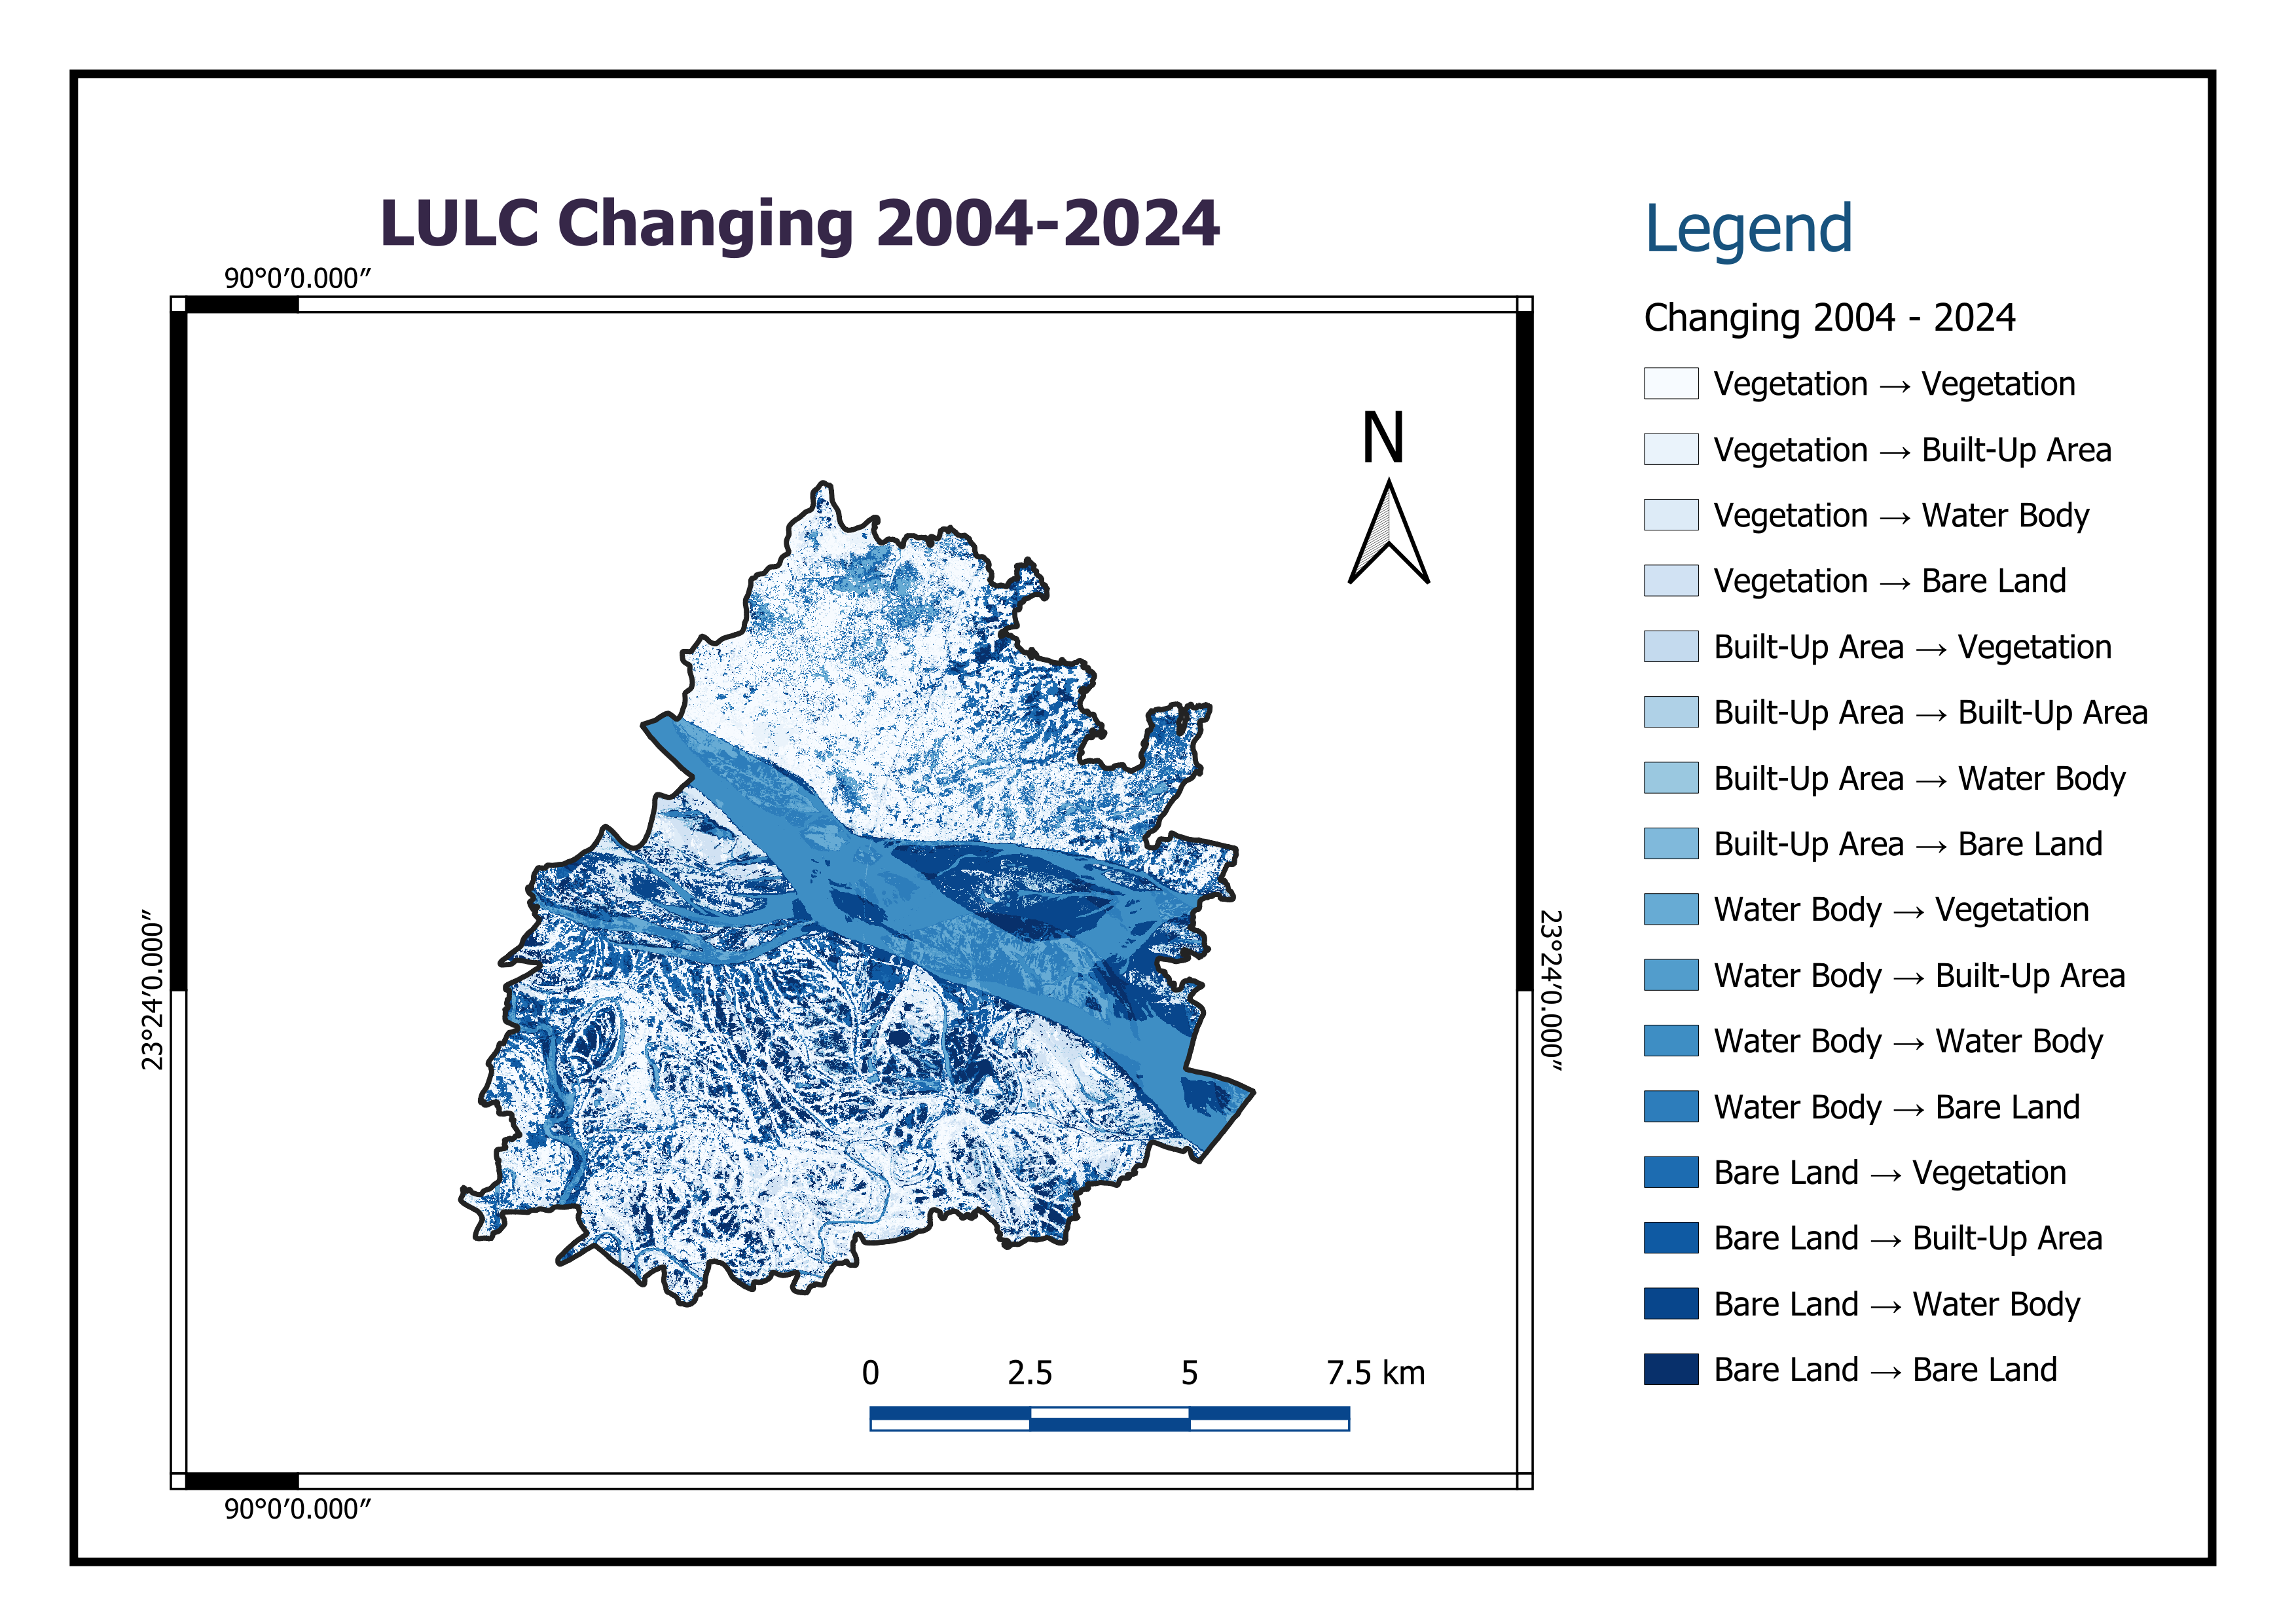 LULC Changing 2004-2024
90°0′0.000″
N
23°24′0.000″
23°24′0.000″
0 2.5 5 7.5 km
90°0′0.000″
Legend
Changing 2004 - 2024
Vegetation → Vegetation
Vegetation → Built-Up Area
Vegetation → Water Body
Vegetation → Bare Land
Built-Up Area → Vegetation
Built-Up Area → Built-Up Area
Built-Up Area → Water Body
Built-Up Area → Bare Land
Water Body → Vegetation
Water Body → Built-Up Area
Water Body → Water Body
Water Body → Bare Land
Bare Land → Vegetation
Bare Land → Built-Up Area
Bare Land → Water Body
Bare Land → Bare Land